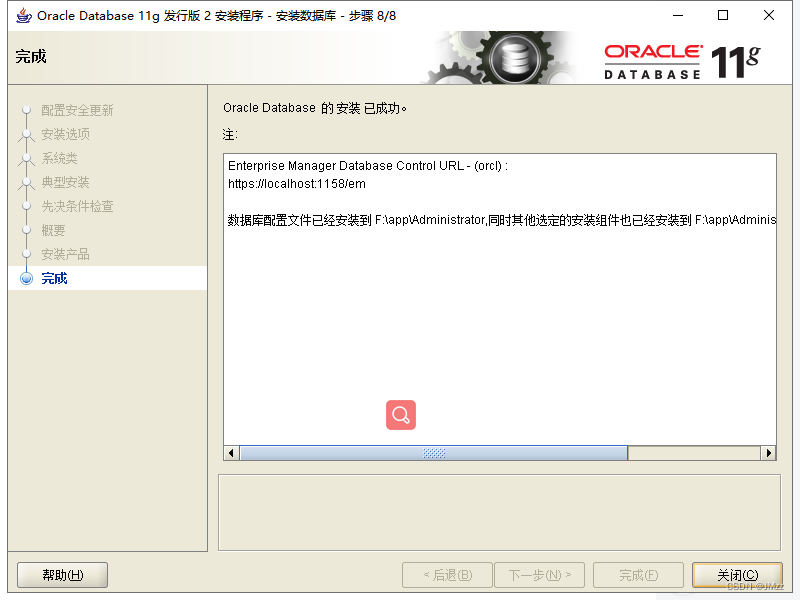 Oracle Database 11g 发行版 2 安装程序 - 安装数据库 - 步骤 8/8
完成
ORACLE
DATABASE
11g
配置安全更新
安装选项
系统类
典型安装
先决条件检查
概要
安装产品
完成
Oracle Database 的 安装 已成功。
注:
Enterprise Manager Database Control URL - (orcl) :
https://localhost:1158/em
数据库配置文件已经安装到 F:\app\Administrator,同时其他选定的安装组件也已经安装到 F:\app\Adminis
帮助(H)
< 后退(B)
下一步(N) >
完成(F)
关闭(C)
CSDN @JMzz